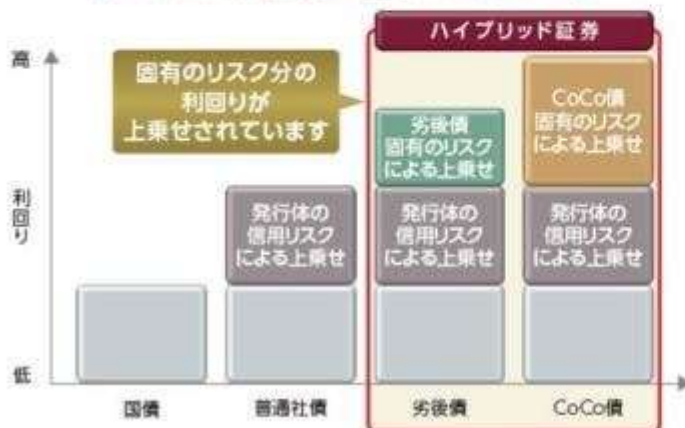 ハイブリッド証券
高
固有のリスク分の
利回りが
上乗せされています
利回り
低
発行体の
信用リスク
による上乗せ
劣後債
固有のリスク
による上乗せ
発行体の
信用リスク
による上乗せ
CoCo債
固有のリスク
による上乗せ
発行体の
信用リスク
による上乗せ
国債
普通社債
劣後債
CoCo債